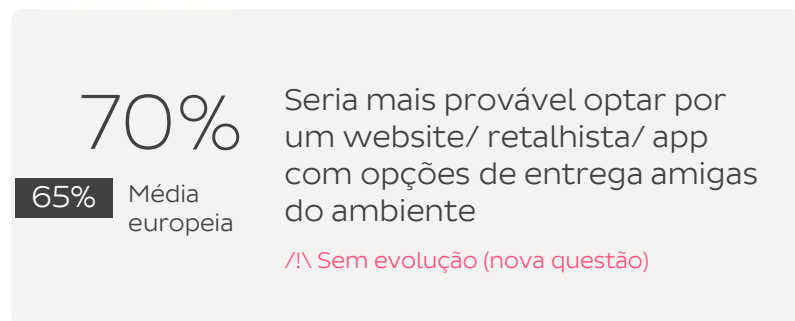 70%
65%
Média
europeia
Seria mais provável optar por
um website/ retalhista/ app
com opções de entrega amigas
do ambiente
/!\ Sem evolução (nova questão)